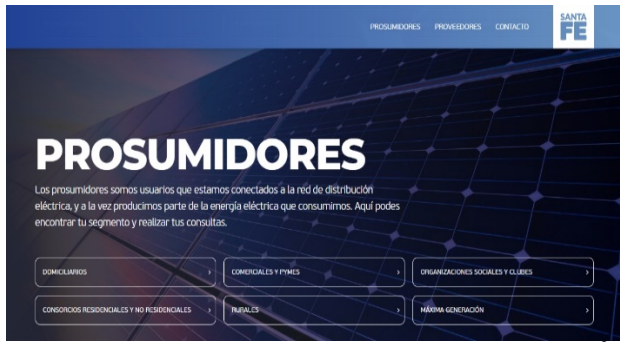 PROSUMIDORES PROVEEDORES CONTACTO
SANTA
FE
PROSUMIDORES
Los prosumidores somos usuarios que estamos conectados a la red de distribución
eléctrica, y a la vez producimos parte de la energía eléctrica que consumimos. Aquí podes
encontrar tu segmento y realizar tus consultas.
DOMICILIARIOS > COMERCIALES Y PYMES > ORGANIZACIONES SOCIALES Y CLUBES >
CONSORCIOS RESIDENCIALES Y NO RESIDENCIALES > RURALES > MÁXIMA GENERACIÓN >